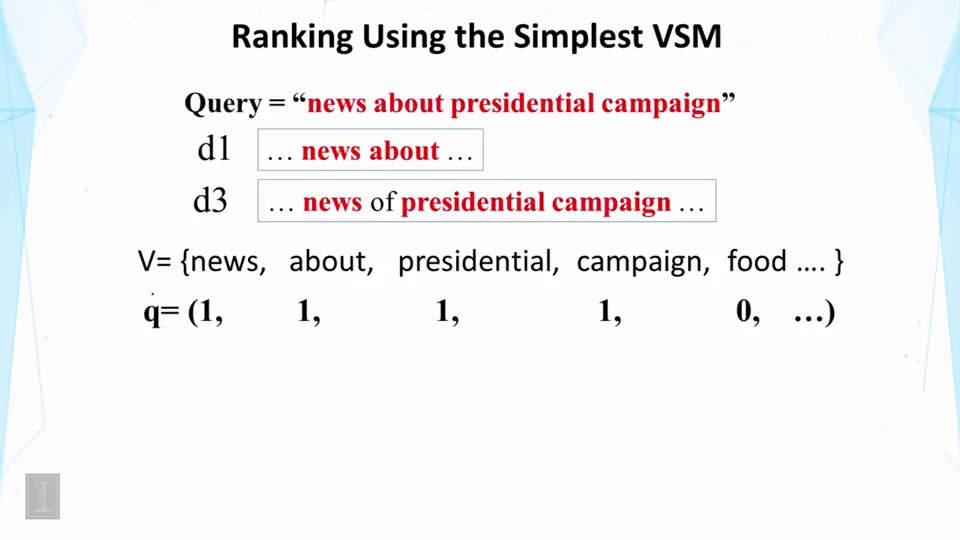 Ranking Using the Simplest VSM
Query = “news about presidential campaign”
d1 … news about …
d3 … news of presidential campaign …
V= {news, about, presidential, campaign, food …. }
q= (1, 1, 1, 1, 0, …)
I